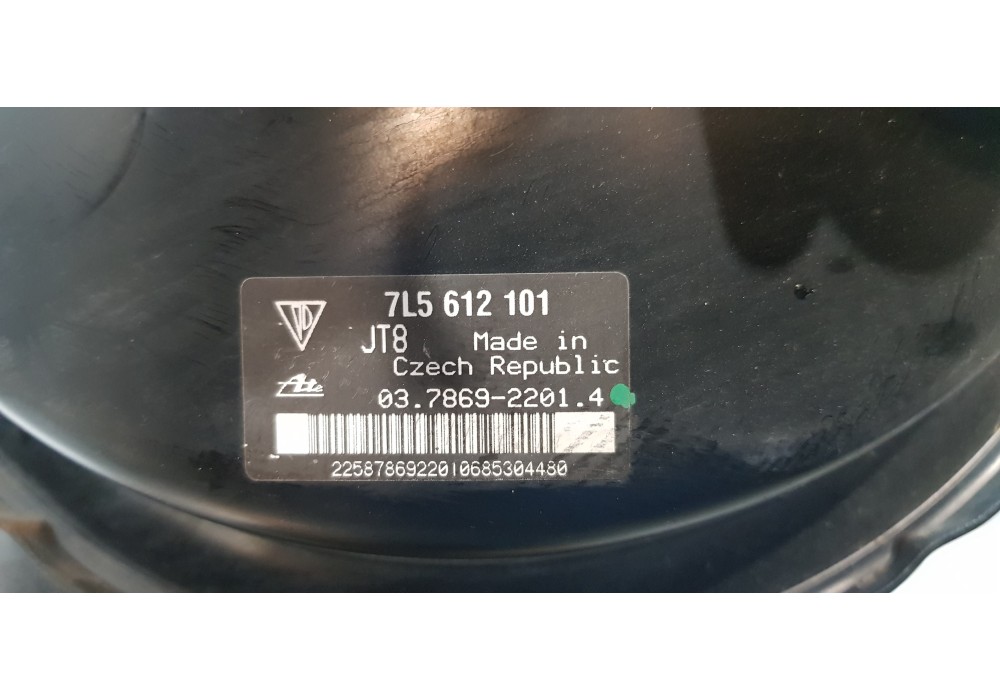 7L5 612 101
JT8 Made in
Czech Republic
Ate
03.7869-2201.4
2258786922010685304480